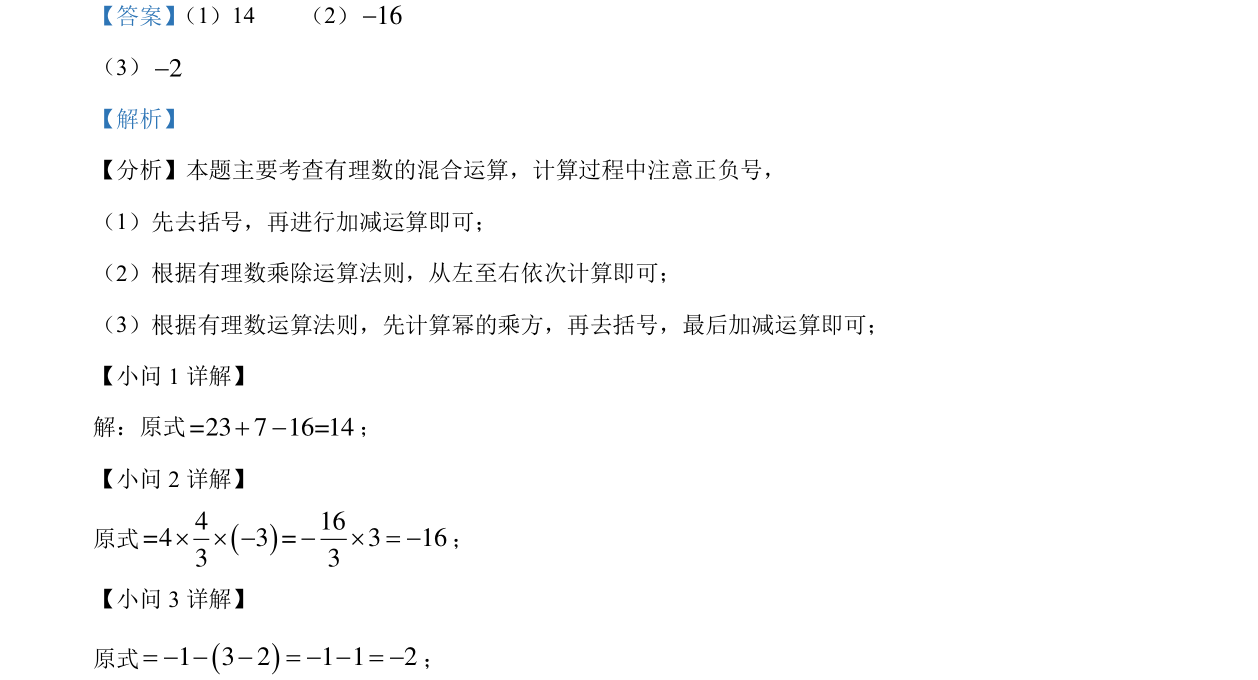 【答案】（1）14　　（2）−16
（3）−2
【解析】
【分析】本题主要考查有理数的混合运算，计算过程中注意正负号，
（1）先去括号，再进行加减运算即可；
（2）根据有理数乘除运算法则，从左至右依次计算即可；
（3）根据有理数运算法则，先计算幂的乘方，再去括号，最后加减运算即可；
【小问 1 详解】
解：原式=23+7−16=14；
【小问 2 详解】
原式=4×4/3×(−3)=−16/3×3=−16；
【小问 3 详解】
原式=−1−(3−2)=−1−1=−2；